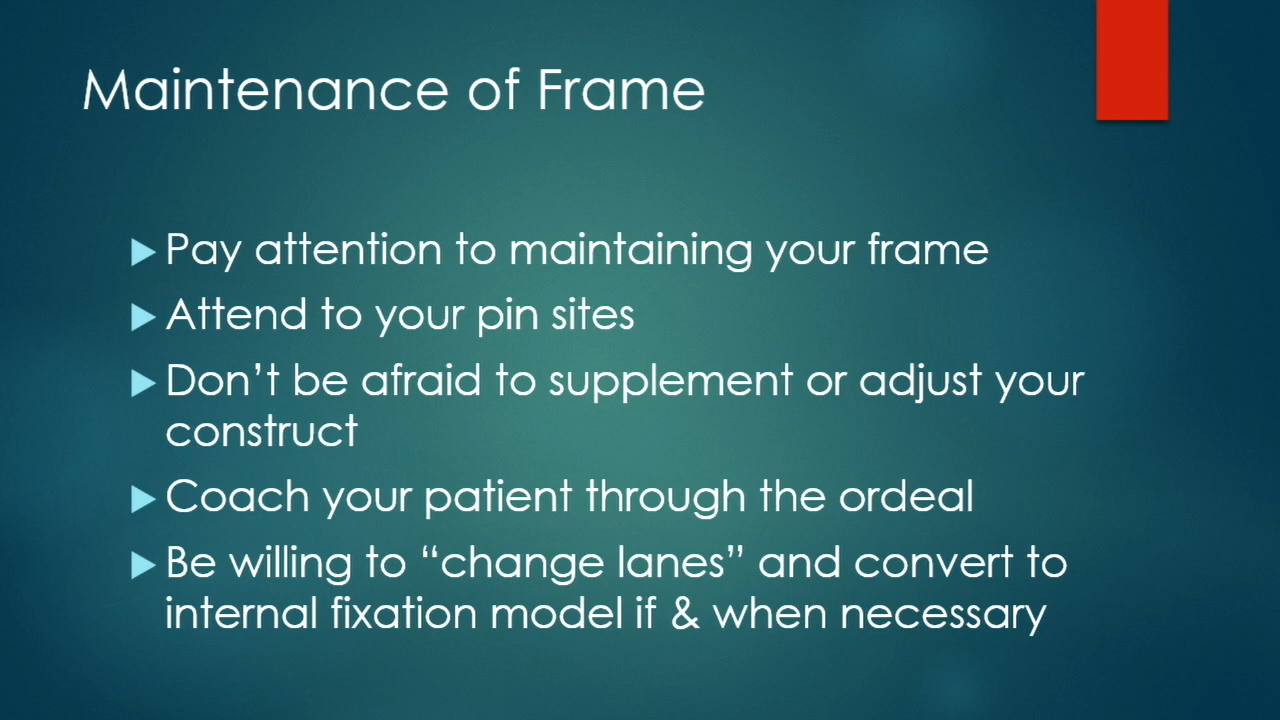 Maintenance of Frame
Pay attention to maintaining your frame
Attend to your pin sites
Don’t be afraid to supplement or adjust your
construct
Coach your patient through the ordeal
Be willing to “change lanes” and convert to
internal fixation model if & when necessary